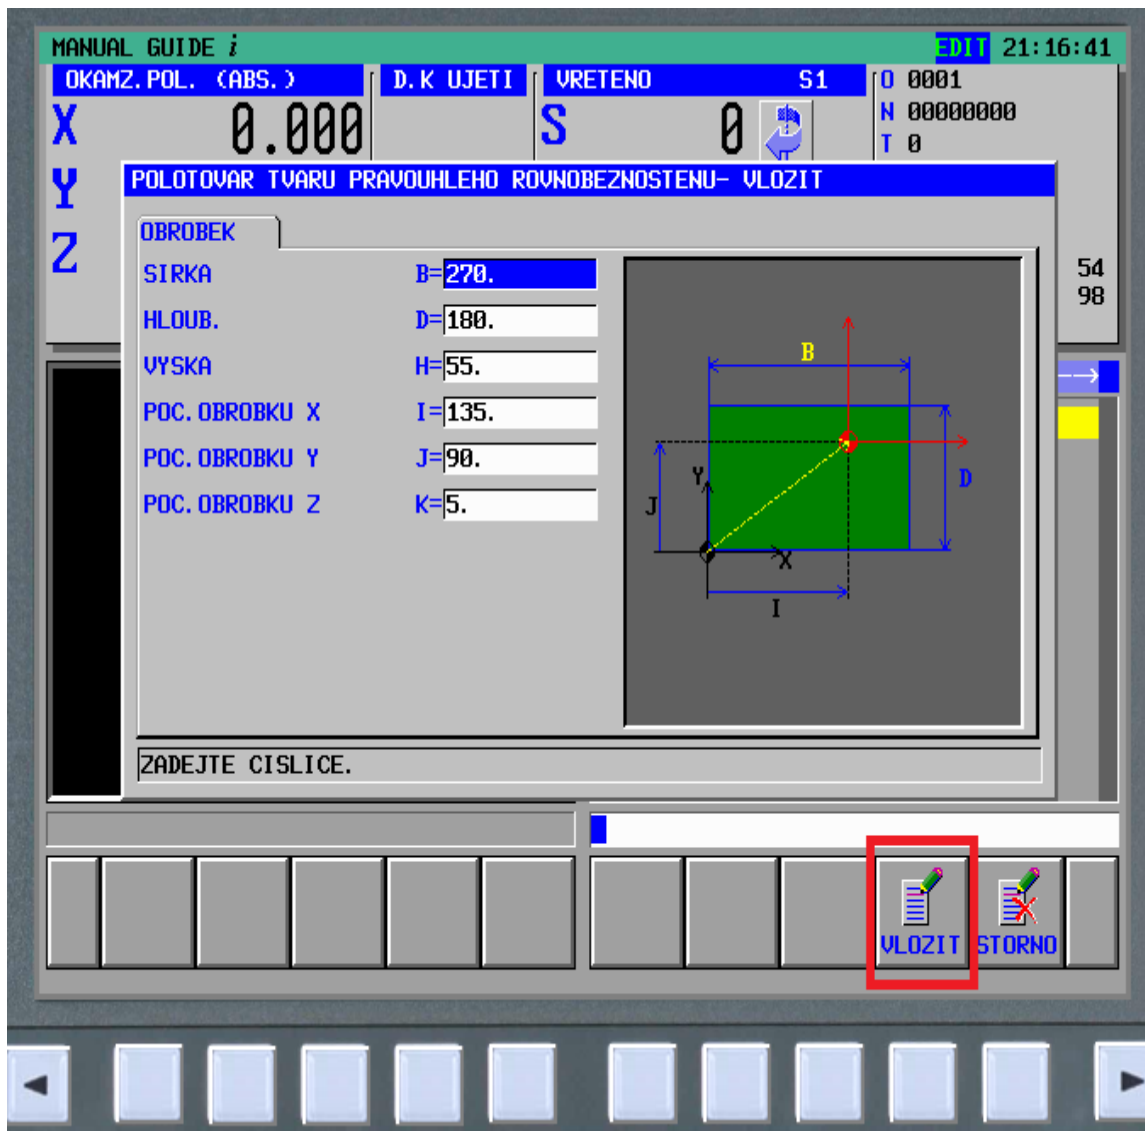 MANUAL GUIDE i EDIT 21:16:41
OKAMZ.POL. (ABS.) D.K UJETI VRETENO S1 O 0001
N 00000000
X 0.000 S 0 T 0
Y
Z
POLOTOVAR TVARU PRAVOUHLEHO ROVNOBEZNOSTENU- VLOZIT
OBROBEK
SIRKA B=270.
HLOUB. D=180.
VYSKA H=55.
POC.OBROBKU X I=135.
POC.OBROBKU Y J=90.
POC.OBROBKU Z K=5.
54
98
B
D
Y
J
X
I
ZADEJTE CISLICE.
VLOZIT STORNO